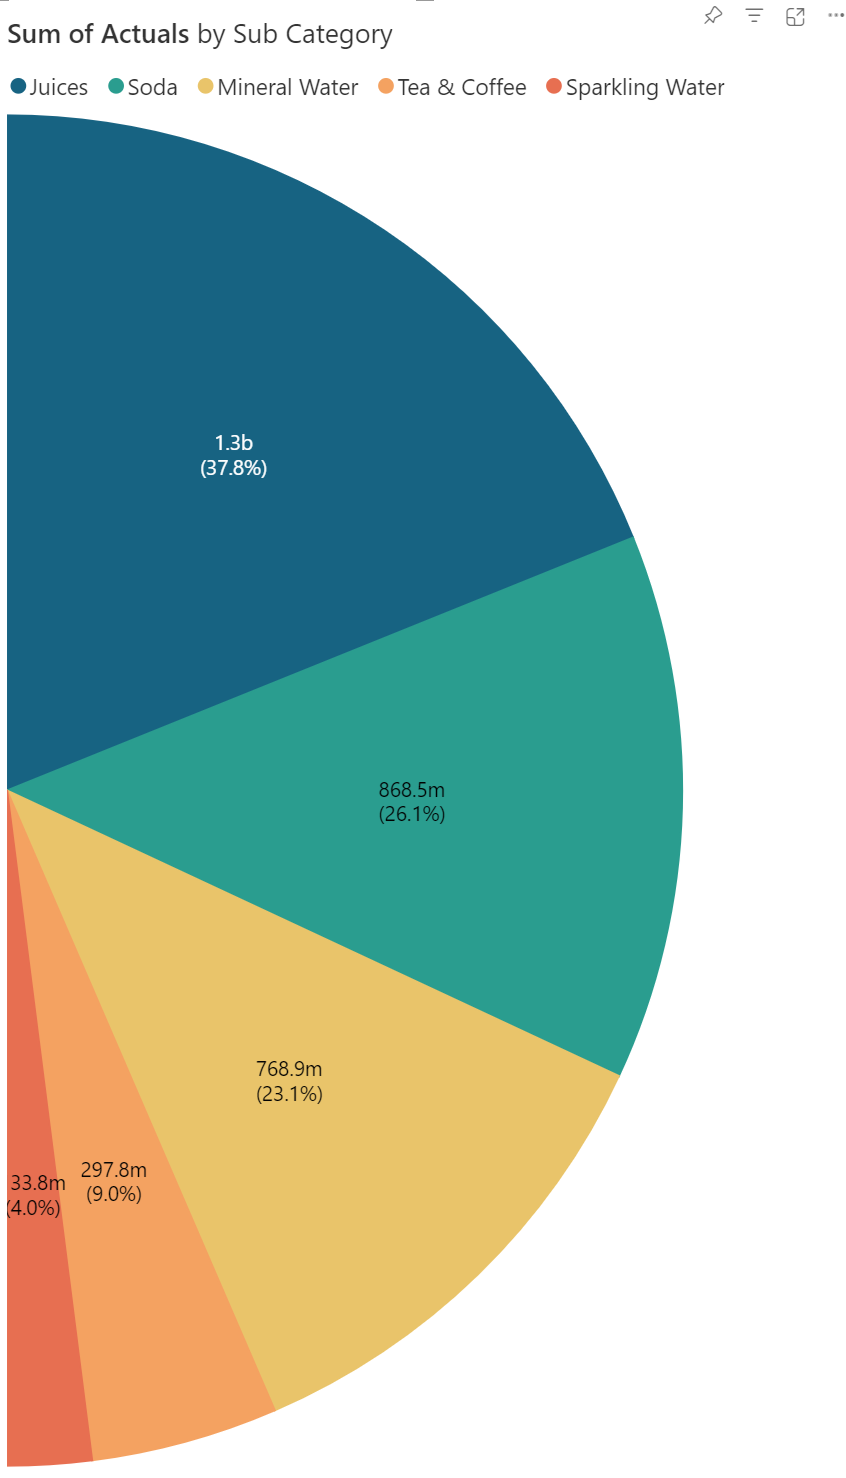 Sum of Actuals by Sub Category
Juices Soda Mineral Water Tea & Coffee Sparkling Water
1.3b
(37.8%)
868.5m
(26.1%)
768.9m
(23.1%)
297.8m
(9.0%)
33.8m
(4.0%)